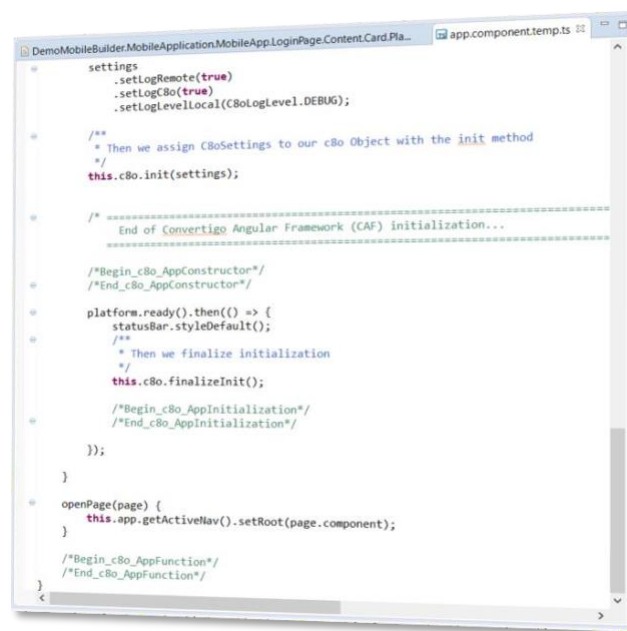 DemoMobileBuilder.MobileApplication.MobileApp.LoginPage.Content.Card.Pla...
app.component.temp.ts
settings
.setLogRemote(true)
.setLogC8o(true)
.setLogLevelLocal(C8oLogLevel.DEBUG);
/**
* Then we assign C8oSettings to our c8o Object with the init method
*/
this.c8o.init(settings);
/* =====================================================================
End of Convertigo Angular Framework (CAF) initialization...
=====================================================================
/*Begin_c8o_AppConstructor*/
/*End_c8o_AppConstructor*/
platform.ready().then(() => {
statusBar.styleDefault();
/**
* Then we finalize initialization
*/
this.c8o.finalizeInit();
/*Begin_c8o_AppInitialization*/
/*End_c8o_AppInitialization*/
});
}
openPage(page) {
this.app.getActiveNav().setRoot(page.component);
}
/*Begin_c8o_AppFunction*/
/*End_c8o_AppFunction*/
}